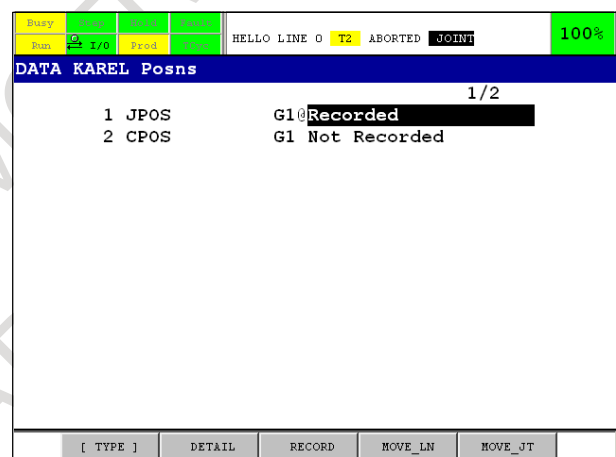 Busy Step Hold Fault
Run I/O Prod TCyc
HELLO LINE 0 T2 ABORTED JOINT
100%
DATA KAREL Posns
1/2
1 JPOS G1@Recorded
2 CPOS G1 Not Recorded
[ TYPE ] DETAIL RECORD MOVE_LN MOVE_JT